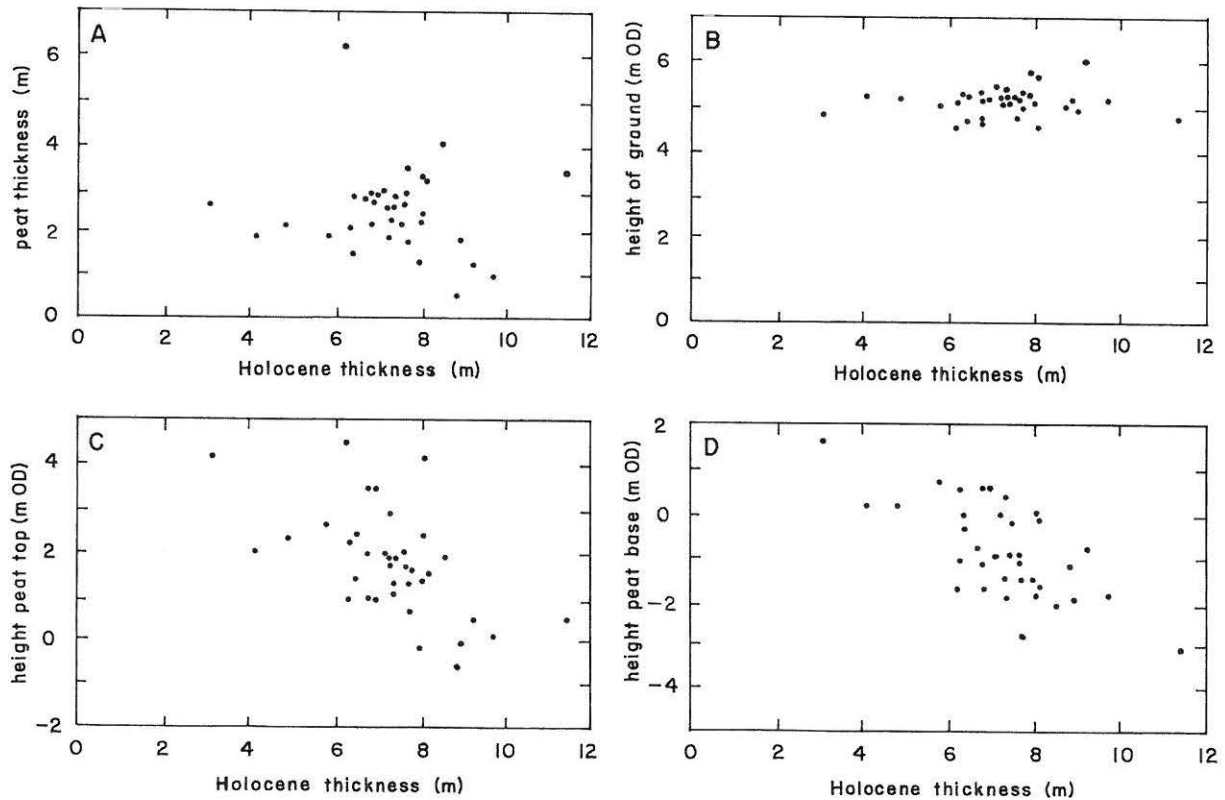 A
peat thickness (m)
6
4
2
0
0 2 4 6 8 10 12
Holocene thickness (m)
B
height of ground (m OD)
6
4
2
0
0 2 4 6 8 10 12
Holocene thickness (m)
C
height peat top (m OD)
4
2
0
-2
0 2 4 6 8 10 12
Holocene thickness (m)
D
height peat base (m OD)
2
0
-2
-4
0 2 4 6 8 10 12
Holocene thickness (m)